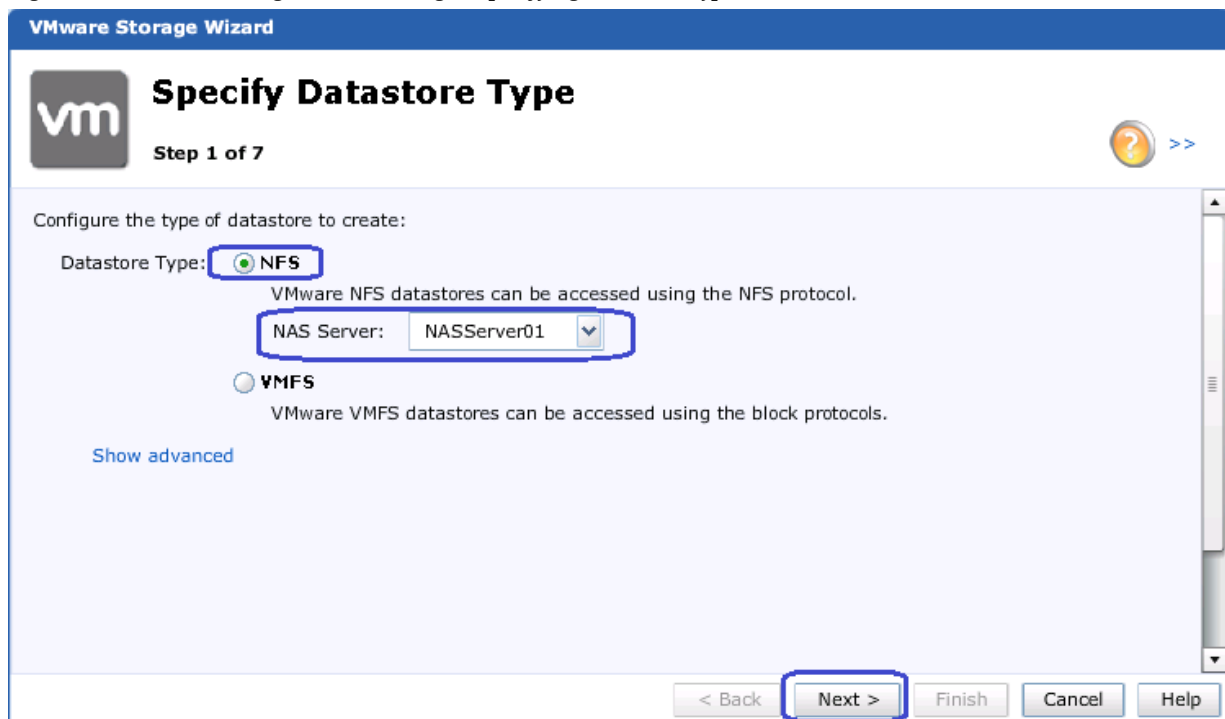 VMware Storage Wizard
vm
Specify Datastore Type
Step 1 of 7
? >>
Configure the type of datastore to create:
Datastore Type: NFS
VMware NFS datastores can be accessed using the NFS protocol.
NAS Server: NASServer01
VMFS
VMware VMFS datastores can be accessed using the block protocols.
Show advanced
< Back Next > Finish Cancel Help